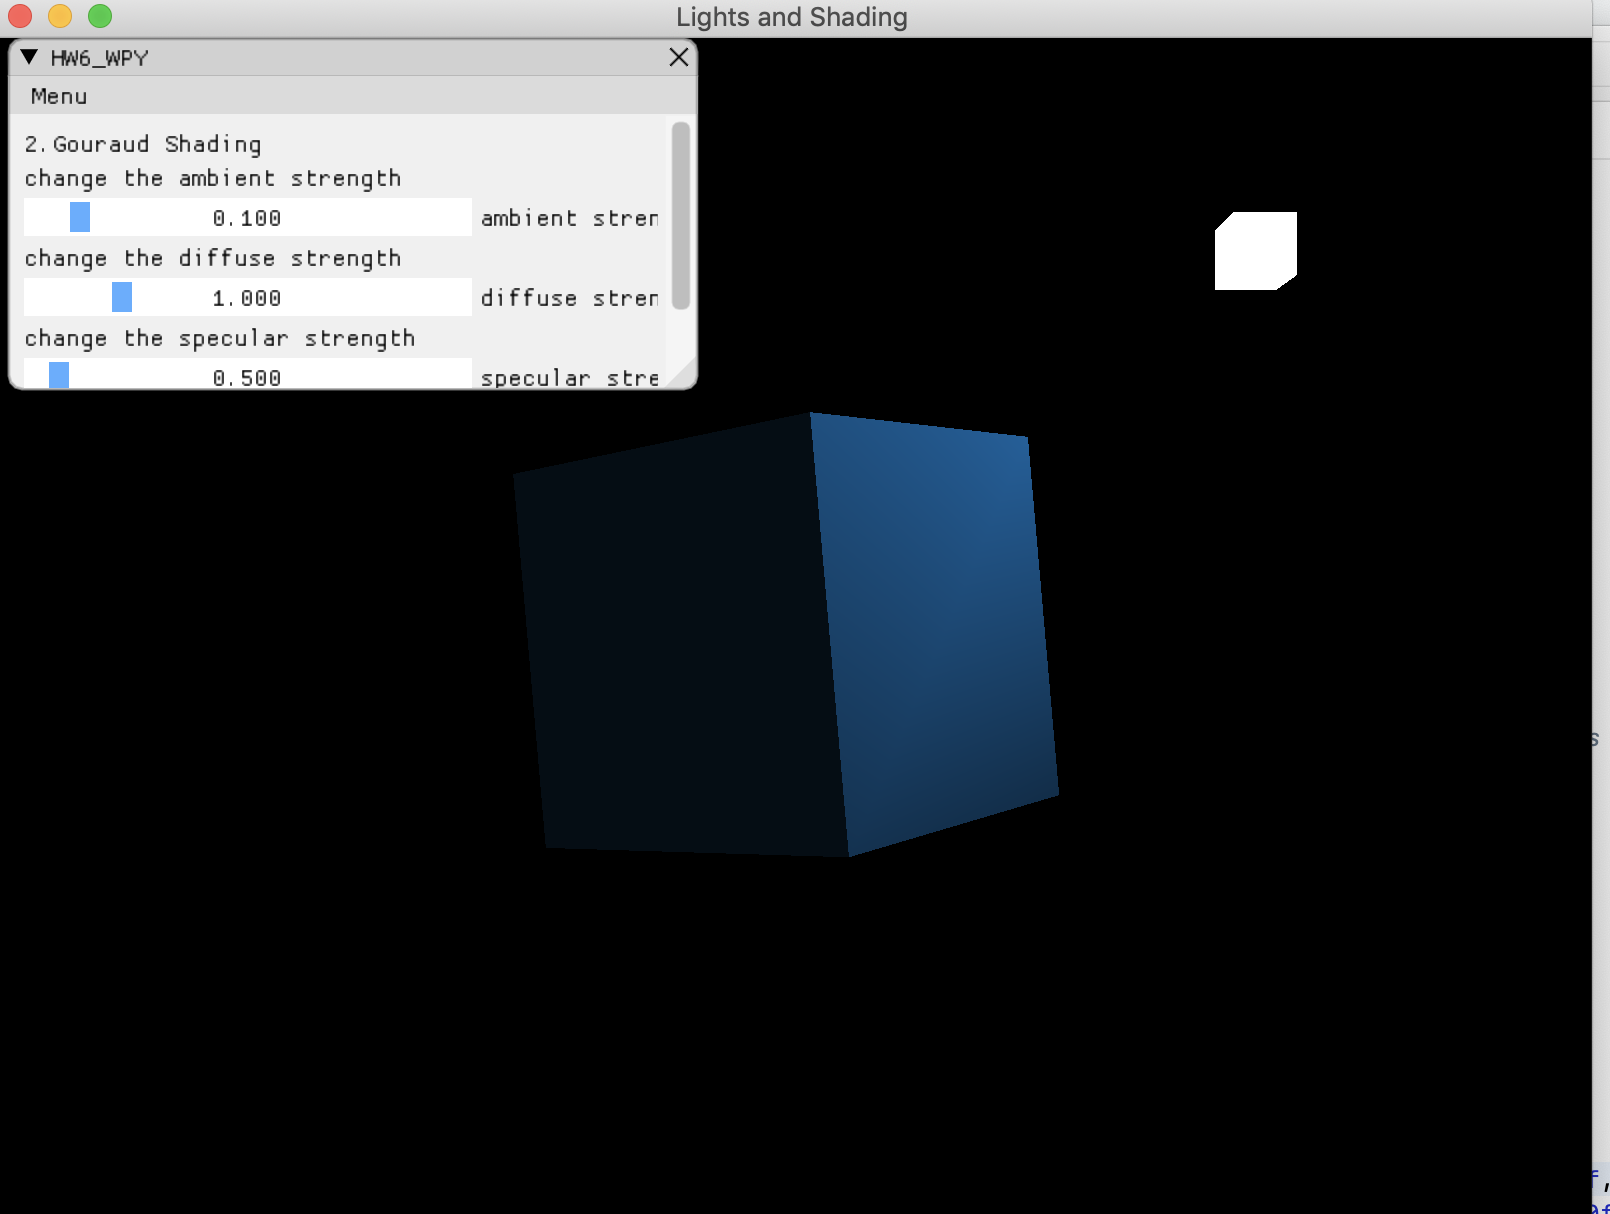 Lights and Shading
HW6_WPY
Menu
2.Gouraud Shading
change the ambient strength
0.100 ambient stren
change the diffuse strength
1.000 diffuse stren
change the specular strength
0.500 specular stre
s
f,